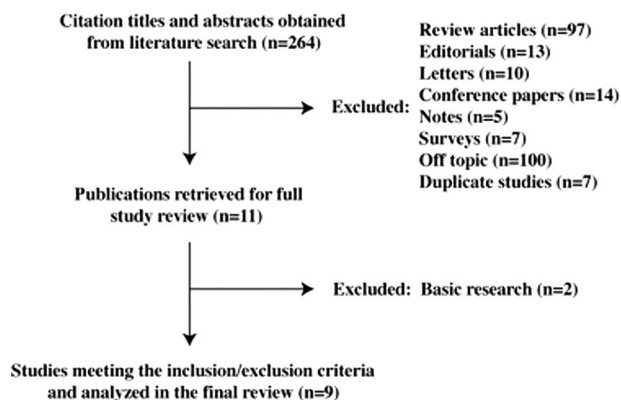 Citation titles and abstracts obtained
from literature search (n=264)
Excluded:
Review articles (n=97)
Editorials (n=13)
Letters (n=10)
Conference papers (n=14)
Notes (n=5)
Surveys (n=7)
Off topic (n=100)
Duplicate studies (n=7)
Publications retrieved for full
study review (n=11)
Excluded: Basic research (n=2)
Studies meeting the inclusion/exclusion criteria
and analyzed in the final review (n=9)